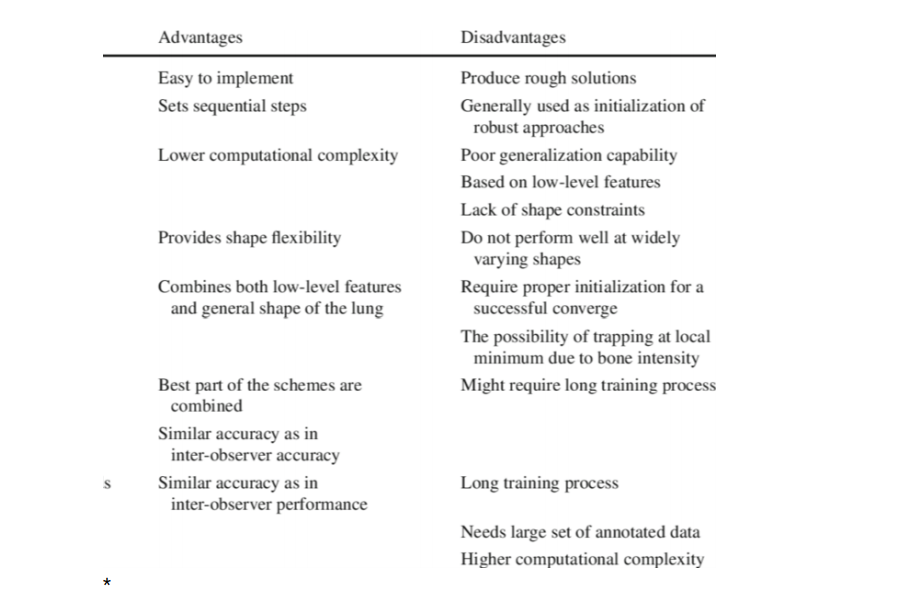 Advantages Disadvantages
Easy to implement Produce rough solutions
Sets sequential steps Generally used as initialization of
robust approaches
Lower computational complexity Poor generalization capability
Based on low-level features
Lack of shape constraints
Provides shape flexibility Do not perform well at widely
varying shapes
Combines both low-level features Require proper initialization for a
and general shape of the lung successful converge
The possibility of trapping at local
minimum due to bone intensity
Best part of the schemes are Might require long training process
combined
Similar accuracy as in
inter-observer accuracy
s Similar accuracy as in Long training process
inter-observer performance
Needs large set of annotated data
Higher computational complexity
*